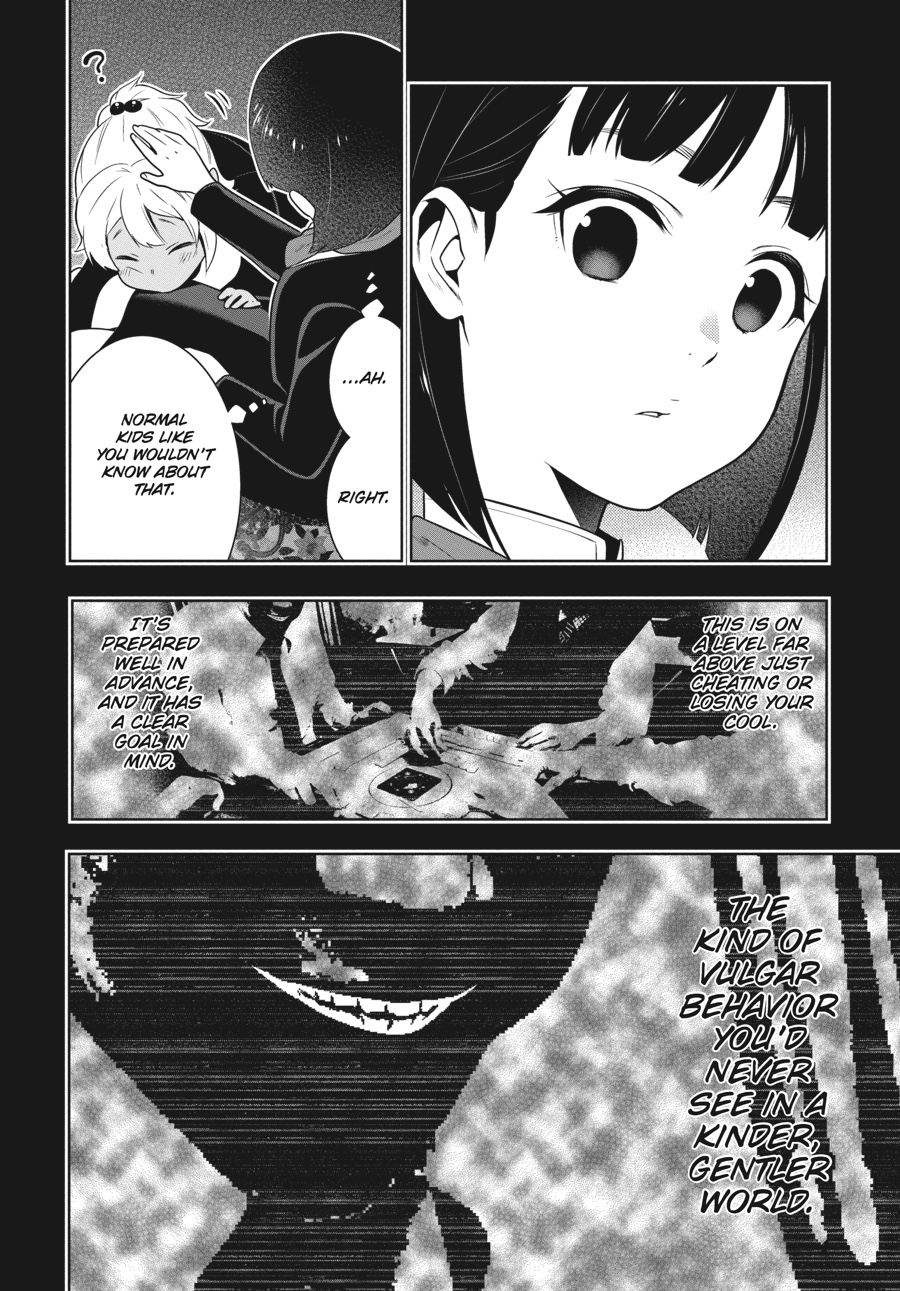 ...AH.
RIGHT.
NORMAL
KIDS LIKE
YOU WOULDN'T
KNOW ABOUT
THAT.
?
THIS IS ON
A LEVEL FAR
ABOVE JUST
CHEATING OR
LOSING YOUR
COOL.
IT'S
PREPARED
WELL IN
ADVANCE,
AND IT HAS
A CLEAR
GOAL IN
MIND.
THE
KIND OF
VULGAR
BEHAVIOR
YOU'D
NEVER
SEE IN A
KINDER,
GENTLER
WORLD.